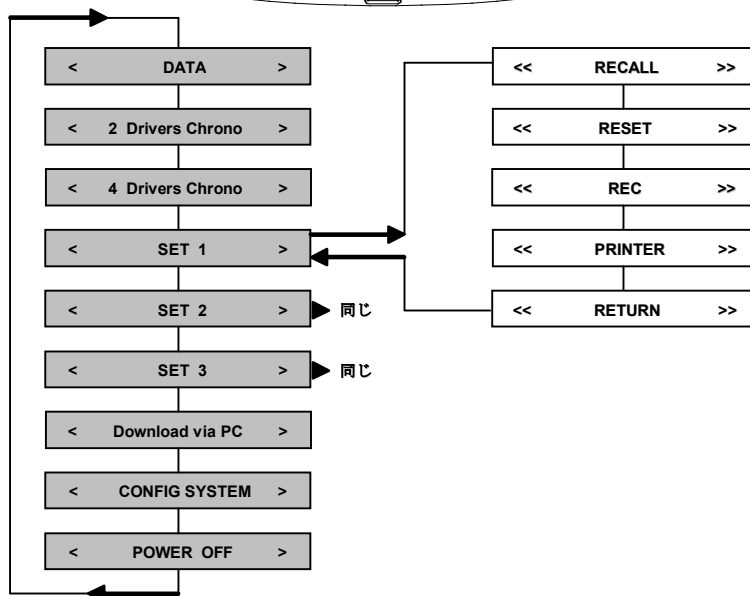 < DATA >
< 2 Drivers Chrono >
< 4 Drivers Chrono >
< SET 1 >
< SET 2 > 同じ
< SET 3 > 同じ
< Download via PC >
< CONFIG SYSTEM >
< POWER OFF >
<< RECALL >>
<< RESET >>
<< REC >>
<< PRINTER >>
<< RETURN >>